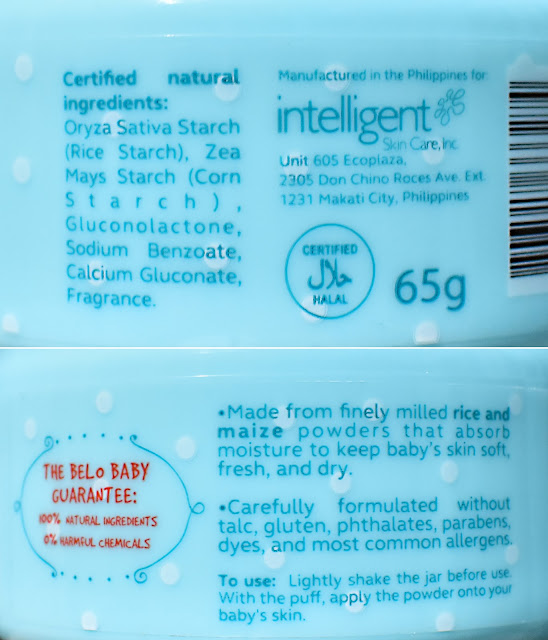 Certified natural
ingredients:
Oryza Sativa Starch
(Rice Starch), Zea
Mays Starch (Corn
Starch),
Gluconolactone,
Sodium Benzoate,
Calcium Gluconate,
Fragrance.
Manufactured in the Philippines for
intelligent
Skin Care, Inc.
Unit 605 Ecoplaza,
2305 Don Chino Roces Ave. Ext.
1231 Makati City, Philippines
CERTIFIED
حلال
HALAL
65g
THE BELO BABY
GUARANTEE:
100% NATURAL INGREDIENTS
0% HARMFUL CHEMICALS
•Made from finely milled rice and
maize powders that absorb
moisture to keep baby's skin soft,
fresh, and dry.
•Carefully formulated without
talc, gluten, phthalates, parabens,
dyes, and most common allergens.
To use: Lightly shake the jar before use.
With the puff, apply the powder onto your
baby's skin.